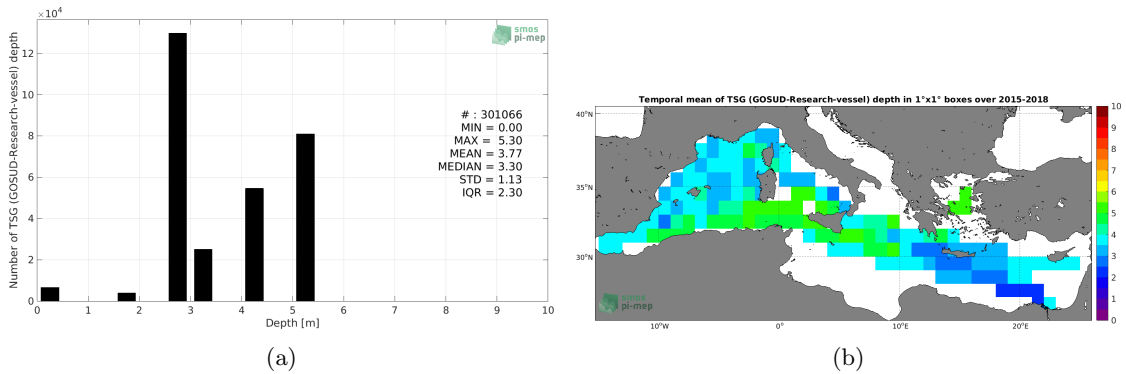 ×10⁴
smos
pi-mep
12
10
8
6
4
2
0
Number of TSG (GOSUD-Research-vessel) depth
# : 301066
MIN = 0.00
MAX = 5.30
MEAN = 3.77
MEDIAN = 3.30
STD = 1.13
IQR = 2.30
0 1 2 3 4 5 6 7 8 9 10
Depth [m]
(a)
Temporal mean of TSG (GOSUD-Research-vessel) depth in 1°x1° boxes over 2015-2018
40°N
35°N
30°N
10°W 0° 10°E 20°E
smos
pi-mep
10
9
8
7
6
5
4
3
2
1
0
(b)